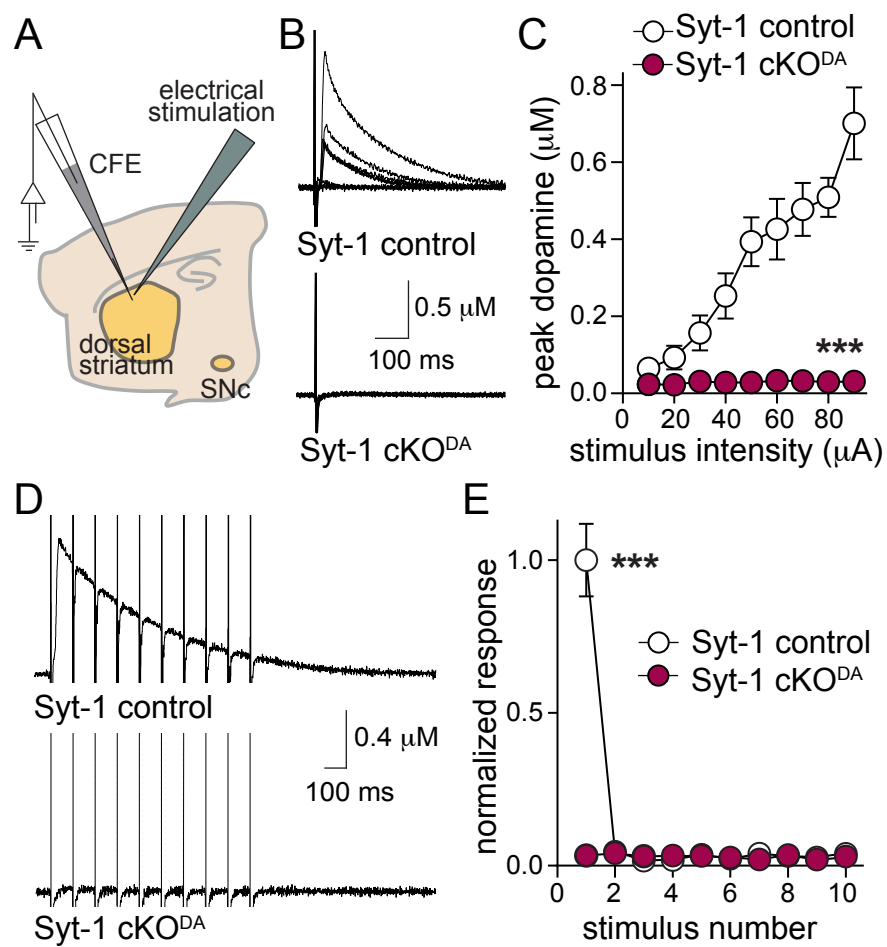 A
electrical
stimulation
CFE
dorsal
striatum
SNc
B
Syt-1 control
0.5 μM
100 ms
Syt-1 cKO^DA
C
Syt-1 control
Syt-1 cKO^DA
peak dopamine (μM)
0.8
0.6
0.4
0.2
0.0
***
0 20 40 60 80
stimulus intensity (μA)
D
Syt-1 control
0.4 μM
100 ms
Syt-1 cKO^DA
E
normalized response
1.0
0.5
0.0
***
Syt-1 control
Syt-1 cKO^DA
0 2 4 6 8 10
stimulus number